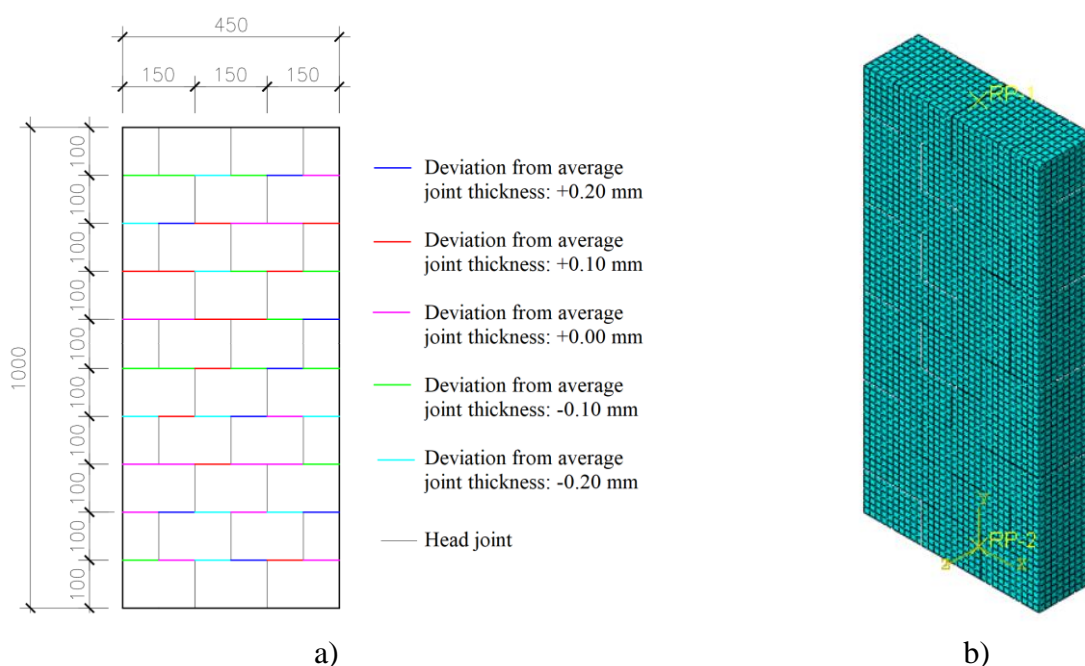 450
150 150 150
1000
100
100
100
100
100
100
100
100
100
100
Deviation from average
joint thickness: +0.20 mm
Deviation from average
joint thickness: +0.10 mm
Deviation from average
joint thickness: +0.00 mm
Deviation from average
joint thickness: -0.10 mm
Deviation from average
joint thickness: -0.20 mm
Head joint
a)
RP-1
Y
RP-2
Z X
b)